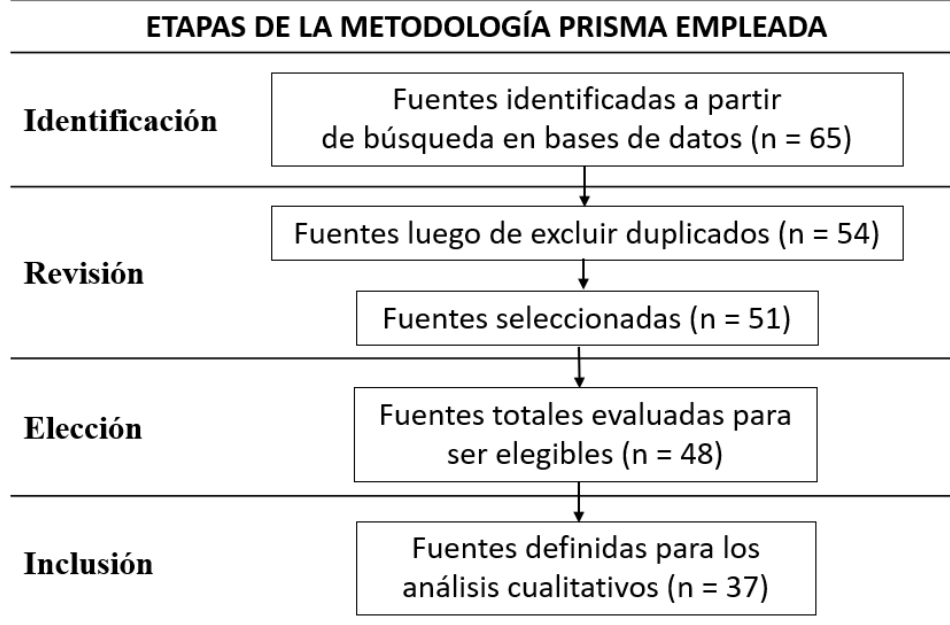 ETAPAS DE LA METODOLOGÍA PRISMA EMPLEADA
Identificación
Fuentes identificadas a partir
de búsqueda en bases de datos (n = 65)
Revisión
Fuentes luego de excluir duplicados (n = 54)
Fuentes seleccionadas (n = 51)
Elección
Fuentes totales evaluadas para
ser elegibles (n = 48)
Inclusión
Fuentes definidas para los
análisis cualitativos (n = 37)